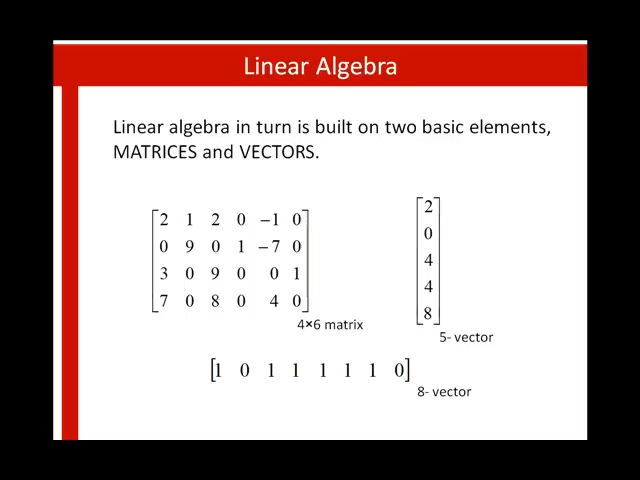 Linear Algebra
Linear algebra in turn is built on two basic elements,
MATRICES and VECTORS.
2 1 2 0 −1 0
0 9 0 1 −7 0
3 0 9 0 0 1
7 0 8 0 4 0
4×6 matrix
2
0
4
4
8
5- vector
[1 0 1 1 1 1 1 0]
8- vector